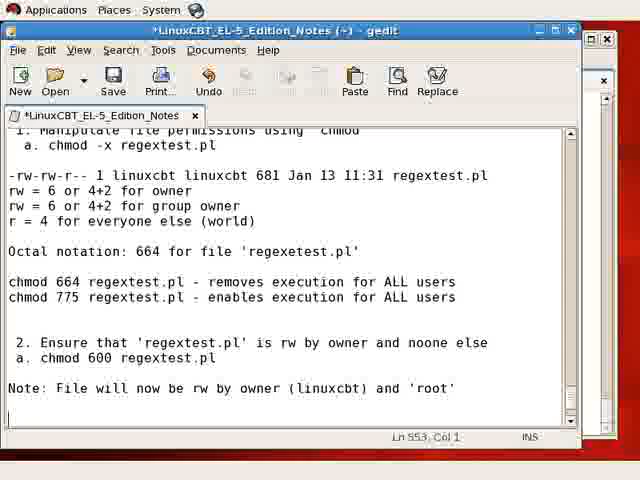 Applications Places System
*LinuxCBT_EL-5_Edition_Notes (~) - gedit
File Edit View Search Tools Documents Help
New Open Save Print... Undo Paste Find Replace
*LinuxCBT_EL-5_Edition_Notes
1. Manipulate file permissions using 'chmod'
a. chmod -x regextest.pl
-rw-rw-r-- 1 linuxcbt linuxcbt 681 Jan 13 11:31 regextest.pl
rw = 6 or 4+2 for owner
rw = 6 or 4+2 for group owner
r = 4 for everyone else (world)
Octal notation: 664 for file 'regexetest.pl'
chmod 664 regextest.pl - removes execution for ALL users
chmod 775 regextest.pl - enables execution for ALL users
2. Ensure that 'regextest.pl' is rw by owner and noone else
a. chmod 600 regextest.pl
Note: File will now be rw by owner (linuxcbt) and 'root'
Ln 553, Col 1 INS